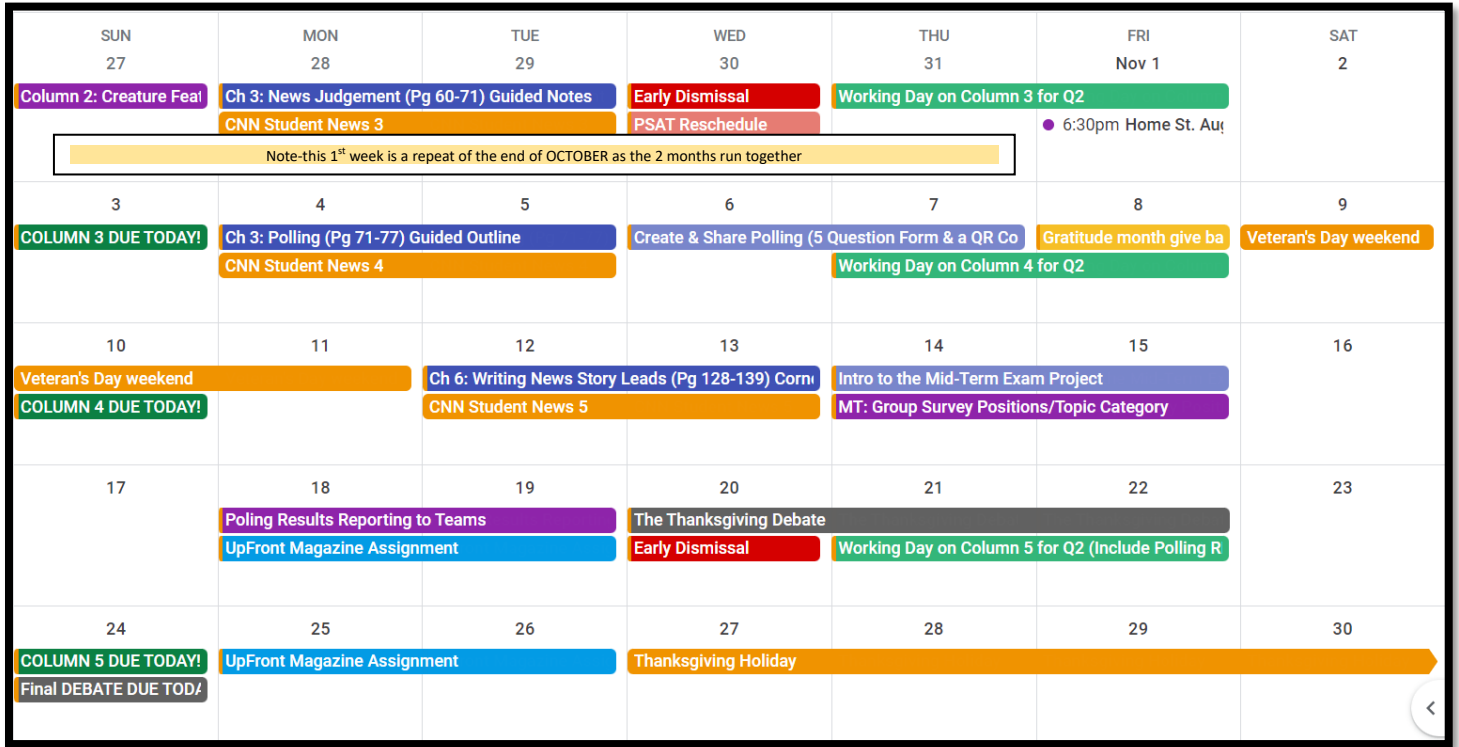 SUN MON TUE WED THU FRI SAT
27 28 29 30 31 Nov 1 2
Column 2: Creature Feat Ch 3: News Judgement (Pg 60-71) Guided Notes Early Dismissal Working Day on Column 3 for Q2
CNN Student News 3 PSAT Reschedule 6:30pm Home St. Aug
Note-this 1st week is a repeat of the end of OCTOBER as the 2 months run together
3 4 5 6 7 8 9
COLUMN 3 DUE TODAY! Ch 3: Polling (Pg 71-77) Guided Outline Create & Share Polling (5 Question Form & a QR Co Gratitude month give ba Veteran's Day weekend
CNN Student News 4 Working Day on Column 4 for Q2
10 11 12 13 14 15 16
Veteran's Day weekend Ch 6: Writing News Story Leads (Pg 128-139) Corn Intro to the Mid-Term Exam Project
COLUMN 4 DUE TODAY! CNN Student News 5 MT: Group Survey Positions/Topic Category
17 18 19 20 21 22 23
Poling Results Reporting to Teams The Thanksgiving Debate
UpFront Magazine Assignment Early Dismissal Working Day on Column 5 for Q2 (Include Polling R
24 25 26 27 28 29 30
COLUMN 5 DUE TODAY! UpFront Magazine Assignment Thanksgiving Holiday
Final DEBATE DUE TODA